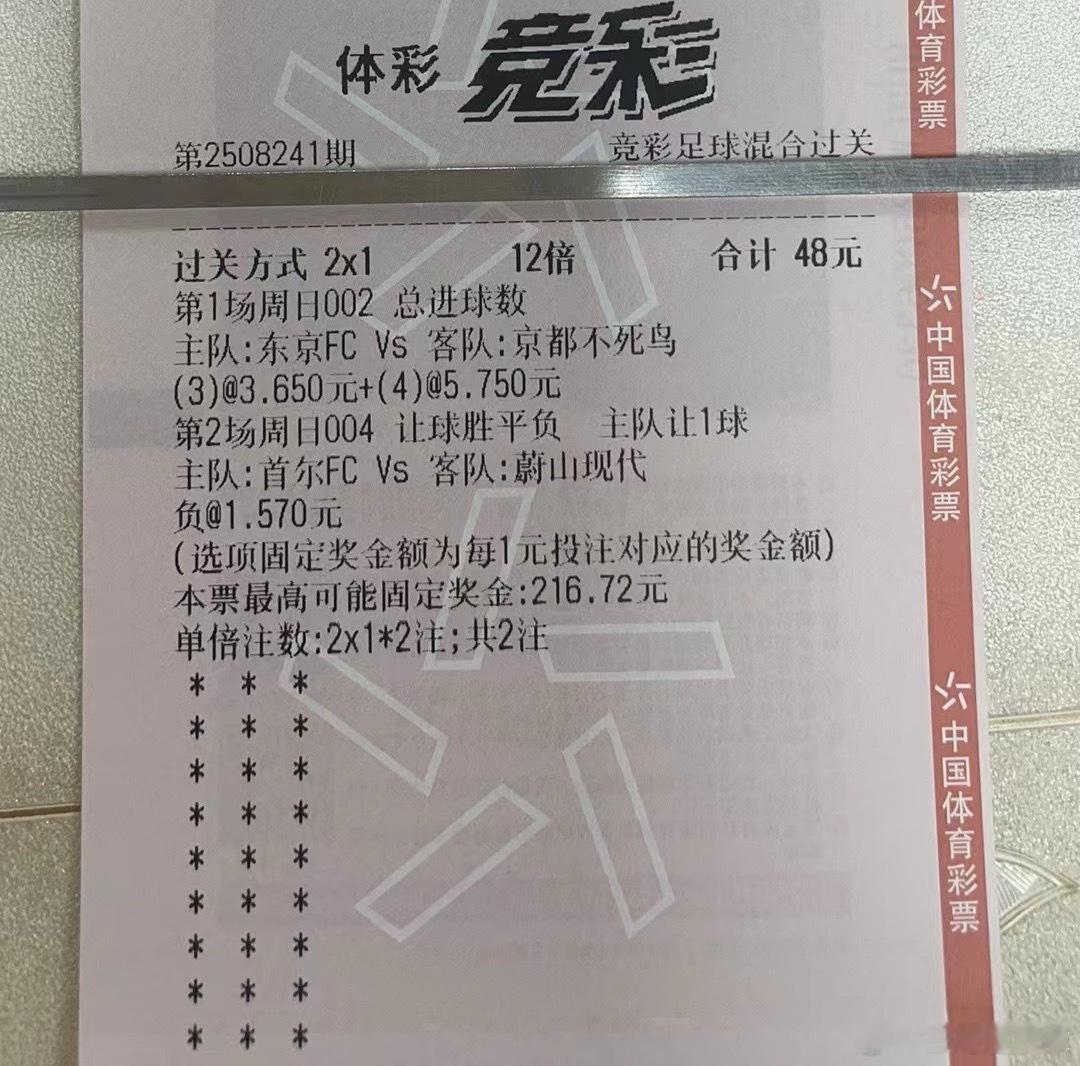 体彩 竞彩
第2508241期 竞彩足球混合过关
过关方式 2x1 12倍 合计 48元
第1场周日002 总进球数
主队:东京FC Vs 客队:京都不死鸟
(3)@3.650元+(4)@5.750元
第2场周日004 让球胜平负 主队让1球
主队:首尔FC Vs 客队:蔚山现代
负@1.570元
(选项固定奖金额为每1元投注对应的奖金额)
本票最高可能固定奖金:216.72元
单倍注数:2x1*2注;共2注
* * *
* * *
* * *
* * *
* * *
* * *
* * *
* * *
* * *
体育彩票
中国体育彩票
中国体育彩票